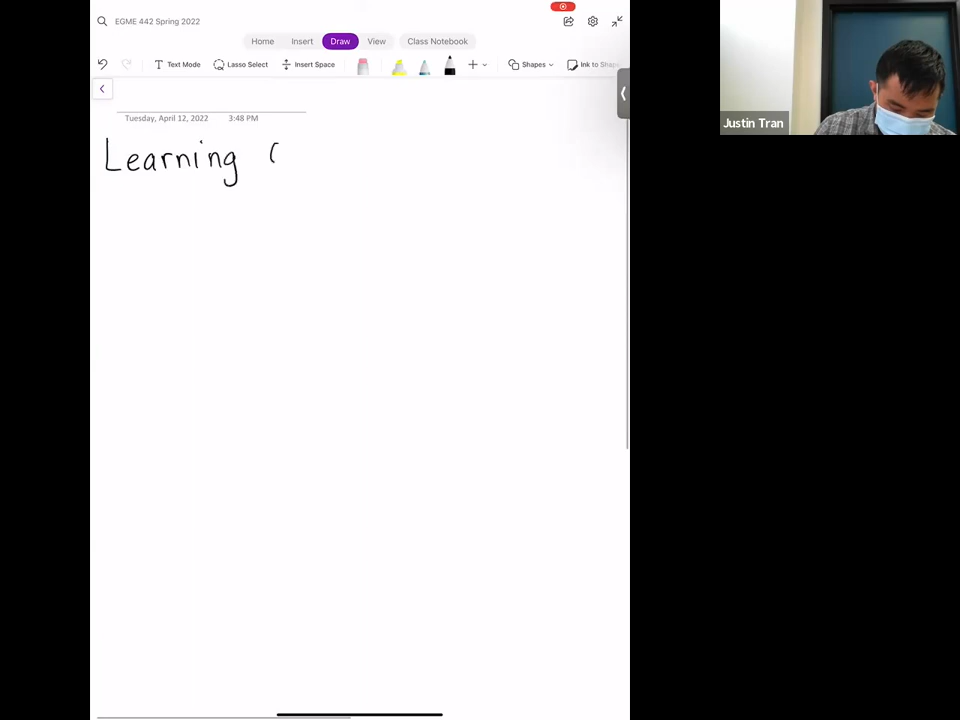 EGME 442 Spring 2022
Home Insert Draw View Class Notebook
Text Mode Lasso Select Insert Space Shapes Ink to Shap
Tuesday, April 12, 2022 3:48 PM
Learning
Justin Tran